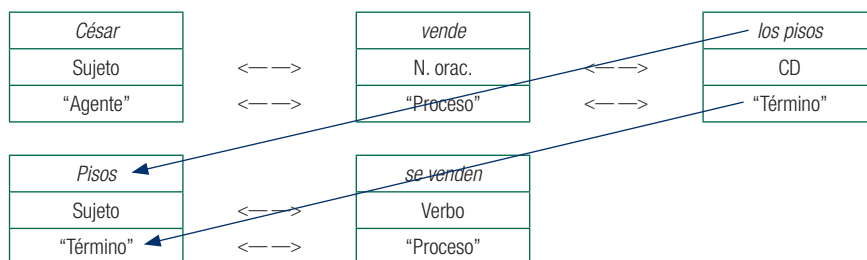 César vende los pisos
Sujeto <— —> N. orac. <— —> CD
“Agente” <— —> “Proceso” <— —> “Término”
Pisos se venden
Sujeto <— —> Verbo
“Término” <— —> “Proceso”